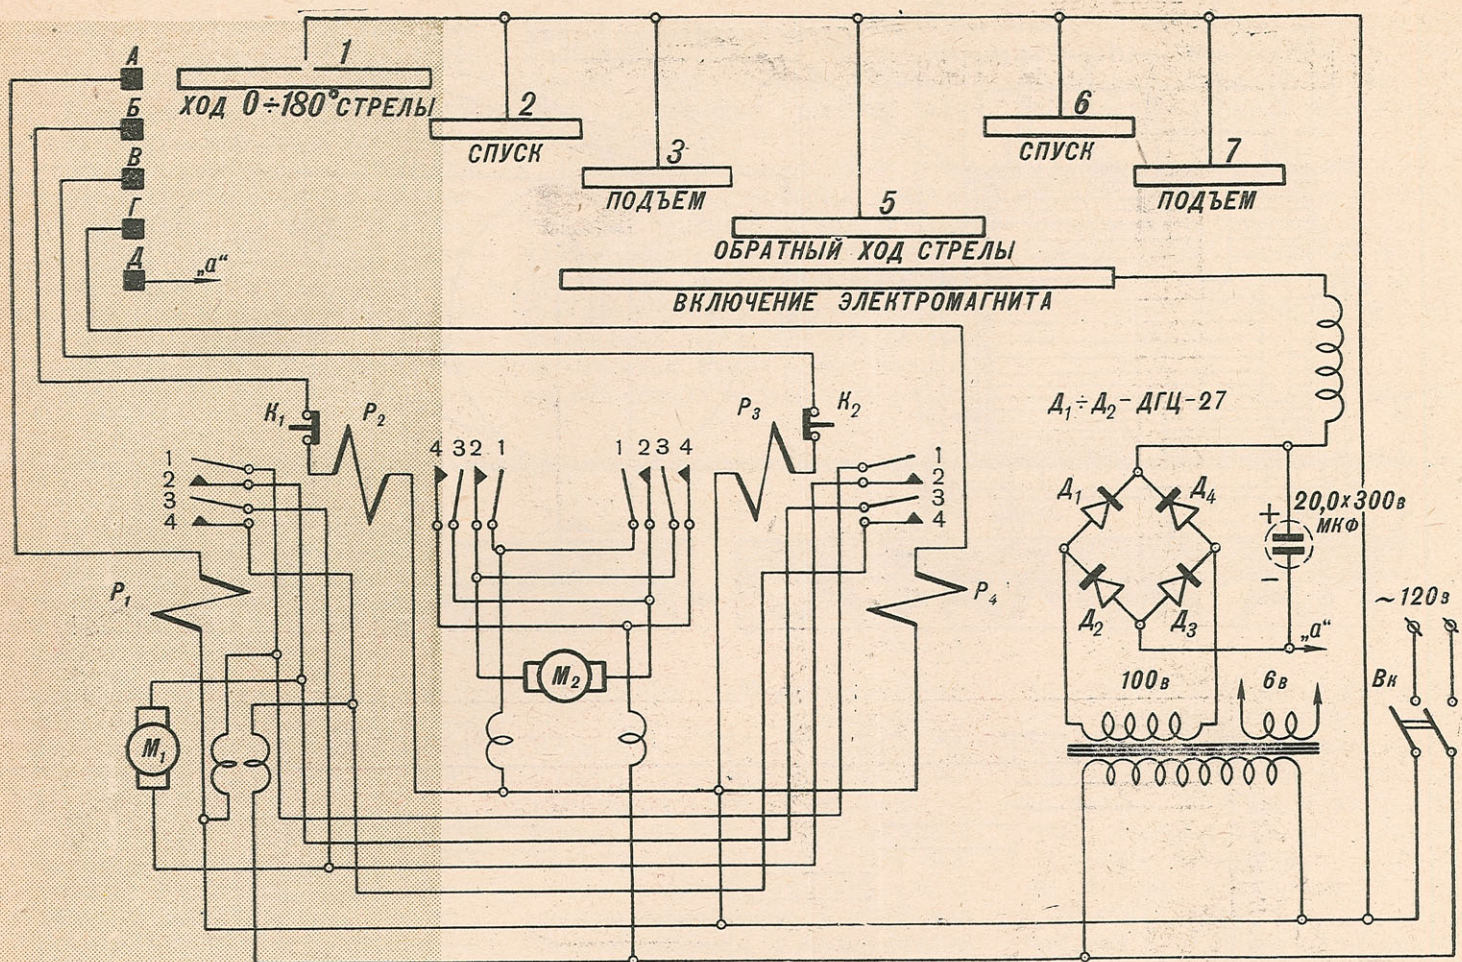 А
1
ХОД 0÷180° СТРЕЛЫ
Б
2
СПУСК
6
СПУСК
В
3
ПОДЪЕМ
7
ПОДЪЕМ
Г
5
ОБРАТНЫЙ ХОД СТРЕЛЫ
Д
„а“
ВКЛЮЧЕНИЕ ЭЛЕКТРОМАГНИТА
К₁
Р₂
Р₃
К₂
Д₁÷Д₂-ДГЦ-27
1
2
3
4
4 3 2 1
1 2 3 4
1
2
3
4
Д₁
Д₄
+
20,0х300в
МКФ
–
Р₁
Р₄
Д₂
Д₃
„а“
~120в
М₂
100в
6в
Вк
М₁